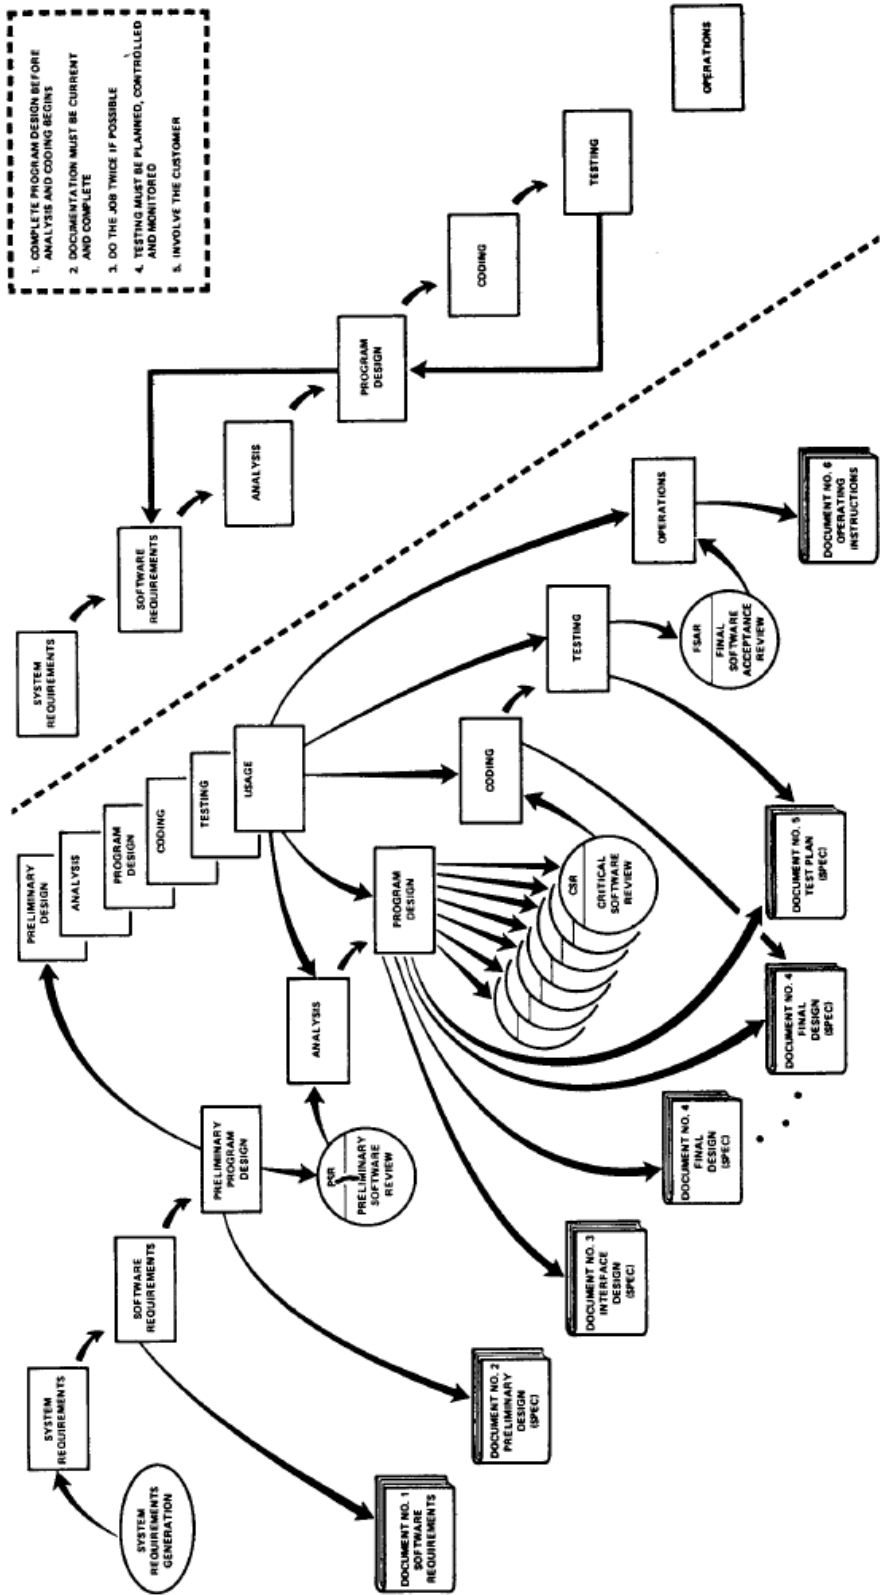 1. COMPLETE PROGRAM DESIGN BEFORE
ANALYSIS AND CODING BEGINS
2. DOCUMENTATION MUST BE CURRENT
AND COMPLETE
3. DO THE JOB TWICE IF POSSIBLE
4. TESTING MUST BE PLANNED, CONTROLLED
AND MONITORED
5. INVOLVE THE CUSTOMER
SYSTEM
REQUIREMENTS
SOFTWARE
REQUIREMENTS
ANALYSIS
PROGRAM
DESIGN
CODING
TESTING
OPERATIONS
SYSTEM
REQUIREMENTS
GENERATION
SYSTEM
REQUIREMENTS
SOFTWARE
REQUIREMENTS
PRELIMINARY
PROGRAM
DESIGN
PSR
PRELIMINARY
SOFTWARE
REVIEW
PRELIMINARY
DESIGN
ANALYSIS
PROGRAM
DESIGN
CODING
TESTING
USAGE
ANALYSIS
PROGRAM
DESIGN
CSR
CRITICAL
SOFTWARE
REVIEW
CODING
TESTING
FSAR
FINAL
SOFTWARE
ACCEPTANCE
REVIEW
OPERATIONS
DOCUMENT NO. 1
SOFTWARE
REQUIREMENTS
DOCUMENT NO. 2
PRELIMINARY
DESIGN
(SPEC)
DOCUMENT NO. 3
INTERFACE
DESIGN
(SPEC)
DOCUMENT NO. 4
FINAL
DESIGN
(SPEC)
DOCUMENT NO. 4
FINAL
DESIGN
(SPEC)
DOCUMENT NO. 5
TEST PLAN
(SPEC)
DOCUMENT NO. 6
OPERATING
INSTRUCTIONS